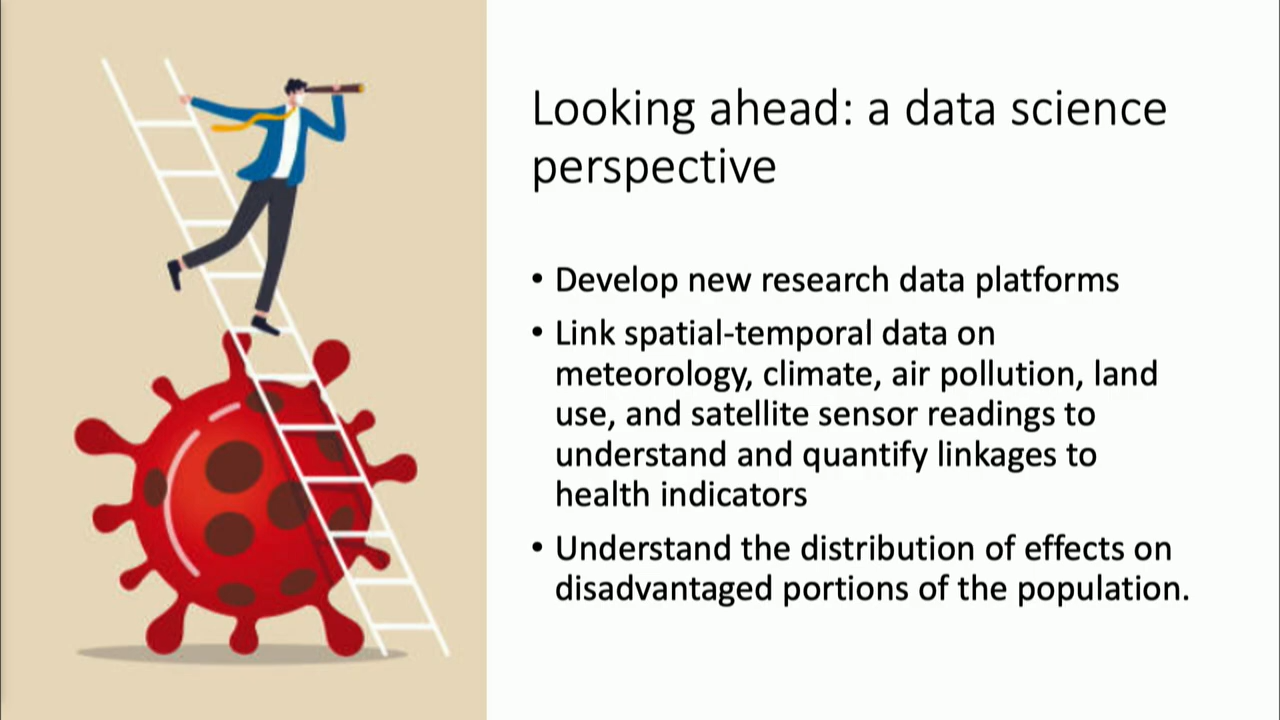 Looking ahead: a data science
perspective
• Develop new research data platforms
• Link spatial-temporal data on
meteorology, climate, air pollution, land
use, and satellite sensor readings to
understand and quantify linkages to
health indicators
• Understand the distribution of effects on
disadvantaged portions of the population.